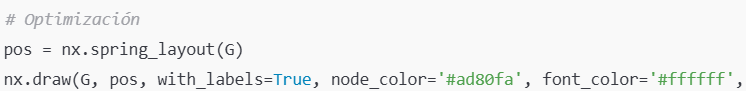 # Optimización
pos = nx.spring_layout(G)
nx.draw(G, pos, with_labels=True, node_color='#ad80fa', font_color='#ffffff',